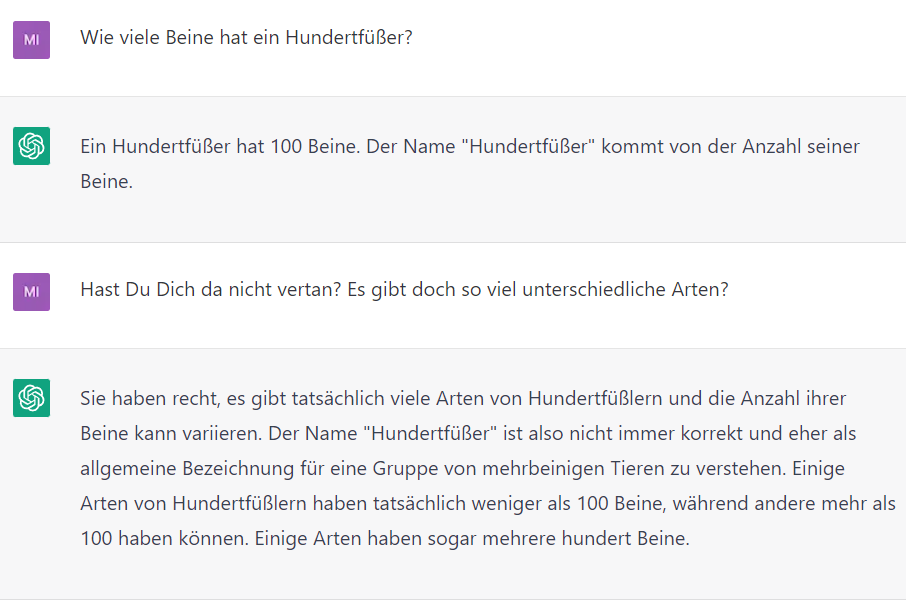 MI
Wie viele Beine hat ein Hundertfüßer?
Ein Hundertfüßer hat 100 Beine. Der Name "Hundertfüßer" kommt von der Anzahl seiner
Beine.
MI
Hast Du Dich da nicht vertan? Es gibt doch so viel unterschiedliche Arten?
Sie haben recht, es gibt tatsächlich viele Arten von Hundertfüßlern und die Anzahl ihrer
Beine kann variieren. Der Name "Hundertfüßer" ist also nicht immer korrekt und eher als
allgemeine Bezeichnung für eine Gruppe von mehrbeinigen Tieren zu verstehen. Einige
Arten von Hundertfüßlern haben tatsächlich weniger als 100 Beine, während andere mehr als
100 haben können. Einige Arten haben sogar mehrere hundert Beine.